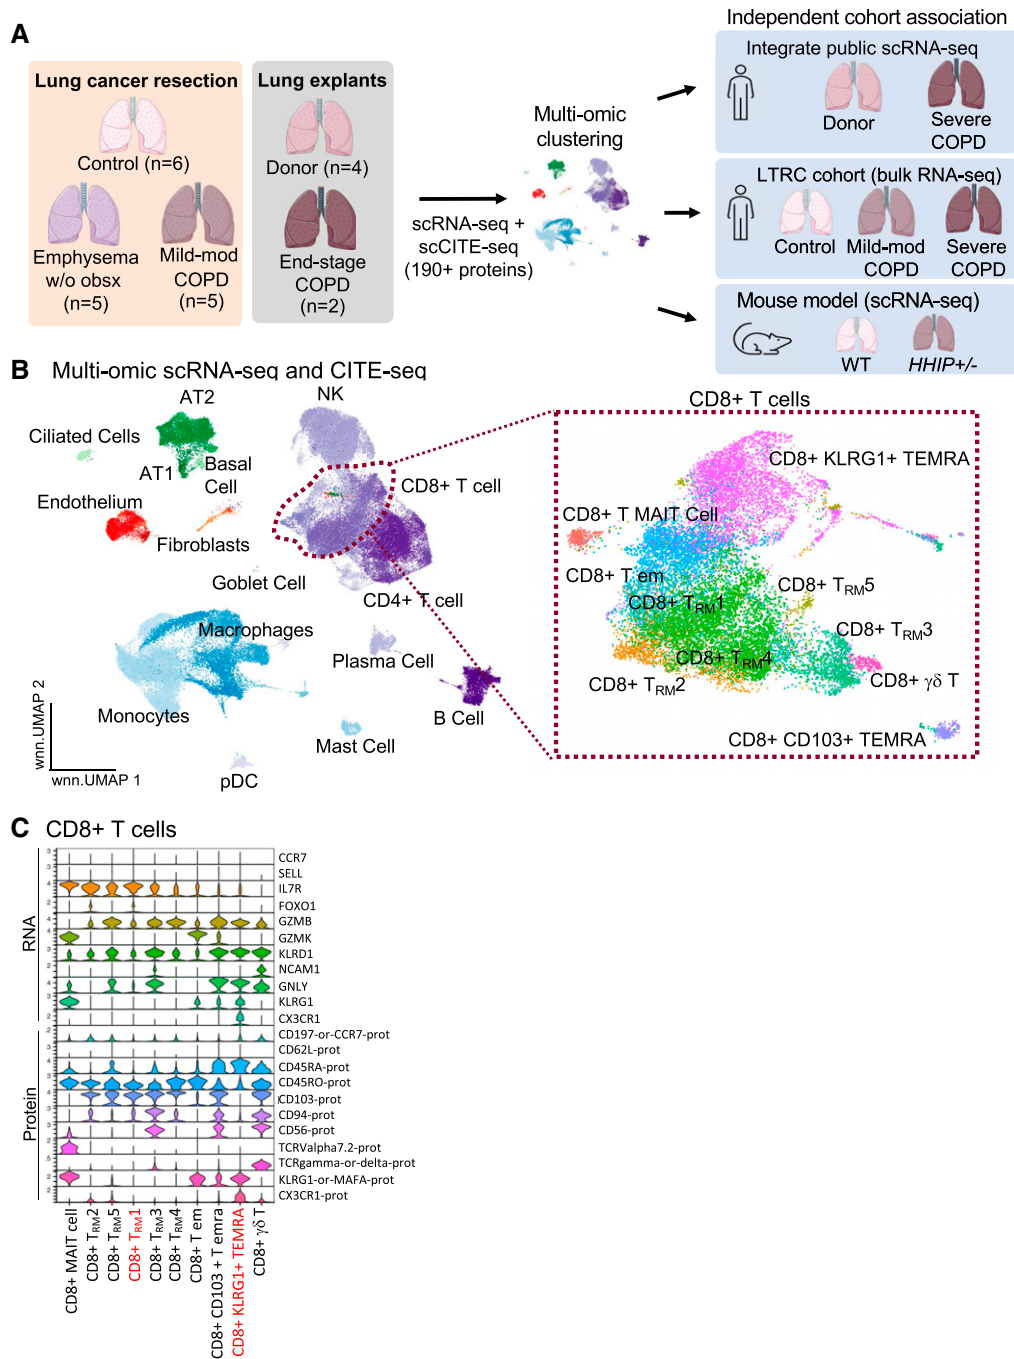 A
Lung cancer resection
Control (n=6)
Emphysema
w/o obsx
(n=5)
Mild-mod
COPD
(n=5)
Lung explants
Donor (n=4)
End-stage
COPD
(n=2)
scRNA-seq +
scCITE-seq
(190+ proteins)
Multi-omic
clustering
Independent cohort association
Integrate public scRNA-seq
Donor
Severe
COPD
LTRC cohort (bulk RNA-seq)
Control
Mild-mod
COPD
Severe
COPD
Mouse model (scRNA-seq)
WT
HHIP+/-
B
Multi-omic scRNA-seq and CITE-seq
AT2
NK
Ciliated Cells
AT1
Basal
Cell
CD8+ T cell
Endothelium
Fibroblasts
Goblet Cell
CD4+ T cell
Macrophages
Plasma Cell
Monocytes
B Cell
Mast Cell
pDC
wnn.UMAP 2
wnn.UMAP 1
CD8+ T cells
CD8+ KLRG1+ TEMRA
CD8+ T MAIT Cell
CD8+ T em
CD8+ TRM5
CD8+ TRM1
CD8+ TRM3
CD8+ TRM4
CD8+ γδ T
CD8+ TRM2
CD8+ CD103+ TEMRA
C
CD8+ T cells
RNA
CCR7
SELL
IL7R
FOXO1
GZMB
GZMK
KLRD1
NCAM1
GNLY
KLRG1
CX3CR1
Protein
CD197-or-CCR7-prot
CD62L-prot
CD45RA-prot
CD45RO-prot
CD103-prot
CD94-prot
CD56-prot
TCRValpha7.2-prot
TCRgamma-or-delta-prot
KLRG1-or-MAFA-prot
CX3CR1-prot
CD8+ MAIT cell
CD8+ TRM2
CD8+ TRM5
CD8+ TRM1
CD8+ TRM3
CD8+ TRM4
CD8+ T em
CD8+ CD103 + T emra
CD8+ KLRG1+ TEMRA
CD8+ γδ T